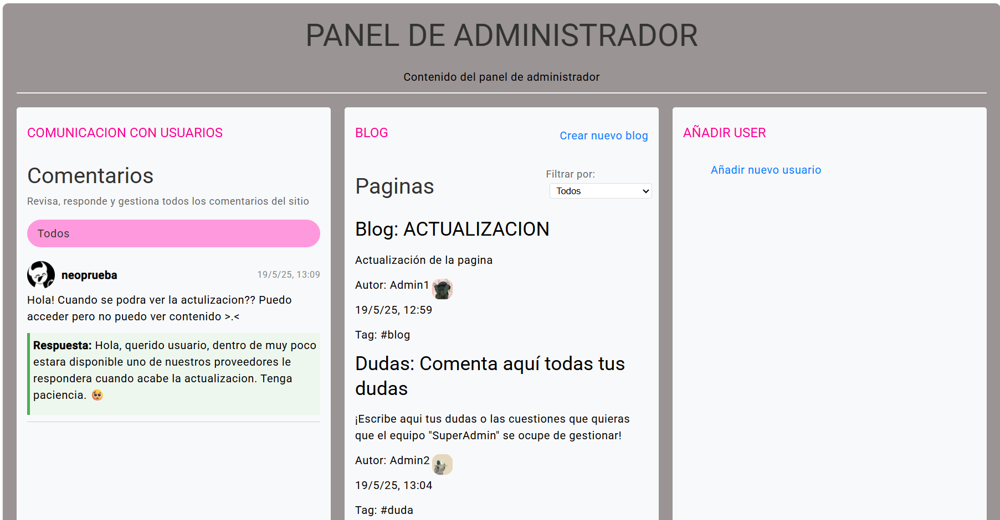 PANEL DE ADMINISTRADOR
Contenido del panel de administrador
COMUNICACION CON USUARIOS
Comentarios
Revisa, responde y gestiona todos los comentarios del sitio
Todos
neoprueba
19/5/25, 13:09
Hola! Cuando se podra ver la actulizacion?? Puedo
acceder pero no puedo ver contenido >.<
Respuesta: Hola, querido usuario, dentro de muy poco
estara disponible uno de nuestros proveedores le
respondera cuando acabe la actualizacion. Tenga
paciencia. 🥺
BLOG
Crear nuevo blog
Paginas
Filtrar por:
Todos
Blog: ACTUALIZACION
Actualización de la pagina
Autor: Admin1
19/5/25, 12:59
Tag: #blog
Dudas: Comenta aquí todas tus
dudas
¡Escribe aqui tus dudas o las cuestiones que quieras
que el equipo "SuperAdmin" se ocupe de gestionar!
Autor: Admin2
19/5/25, 13:04
Tag: #duda
AÑADIR USER
Añadir nuevo usuario